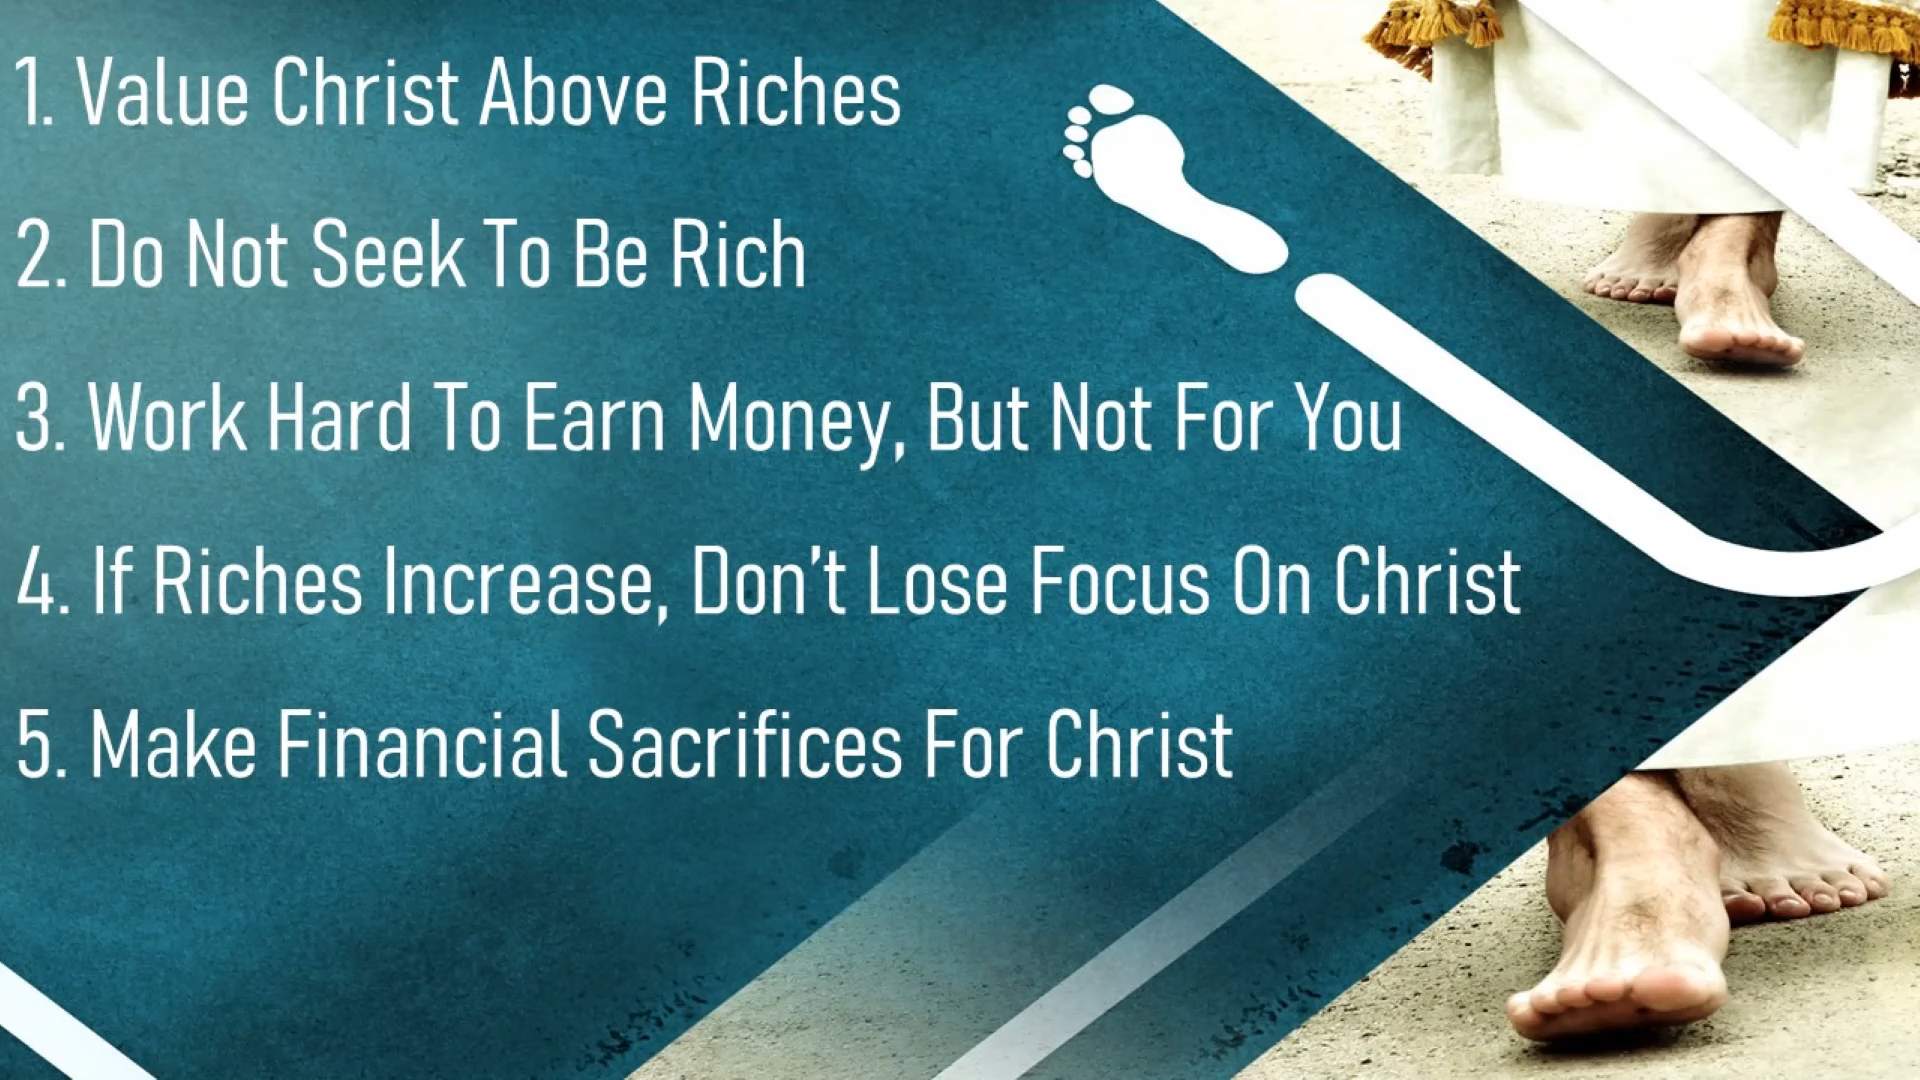 1. Value Christ Above Riches
2. Do Not Seek To Be Rich
3. Work Hard To Earn Money, But Not For You
4. If Riches Increase, Don’t Lose Focus On Christ
5. Make Financial Sacrifices For Christ